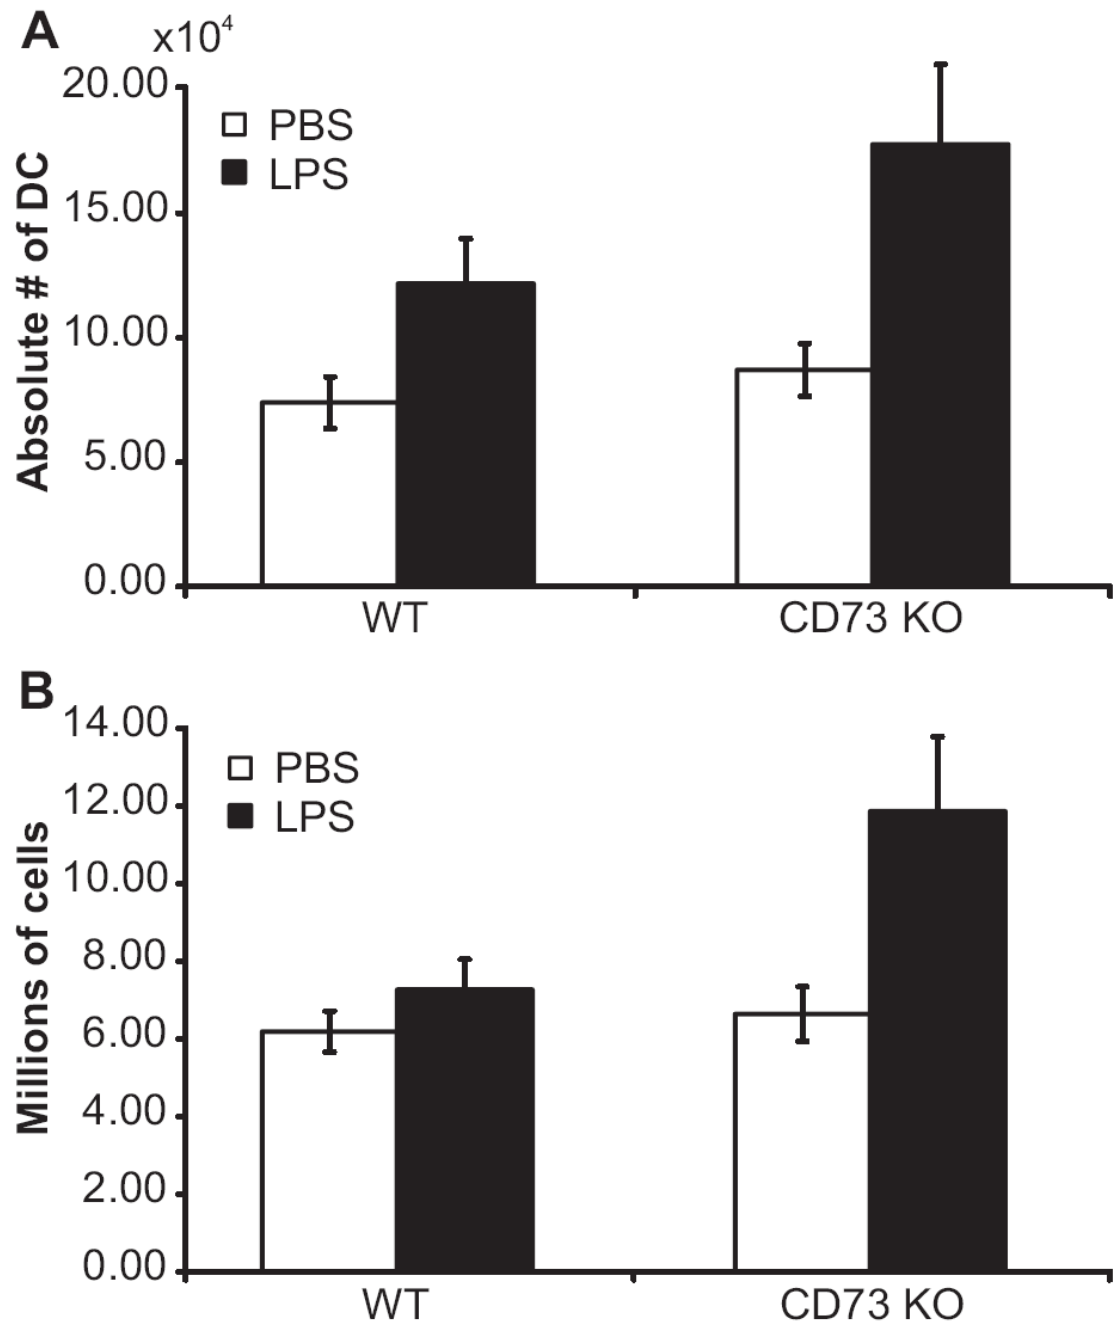 A
x10⁴
20.00
15.00
10.00
5.00
0.00
Absolute # of DC
PBS
LPS
WT
CD73 KO
B
14.00
12.00
10.00
8.00
6.00
4.00
2.00
0.00
Millions of cells
PBS
LPS
WT
CD73 KO